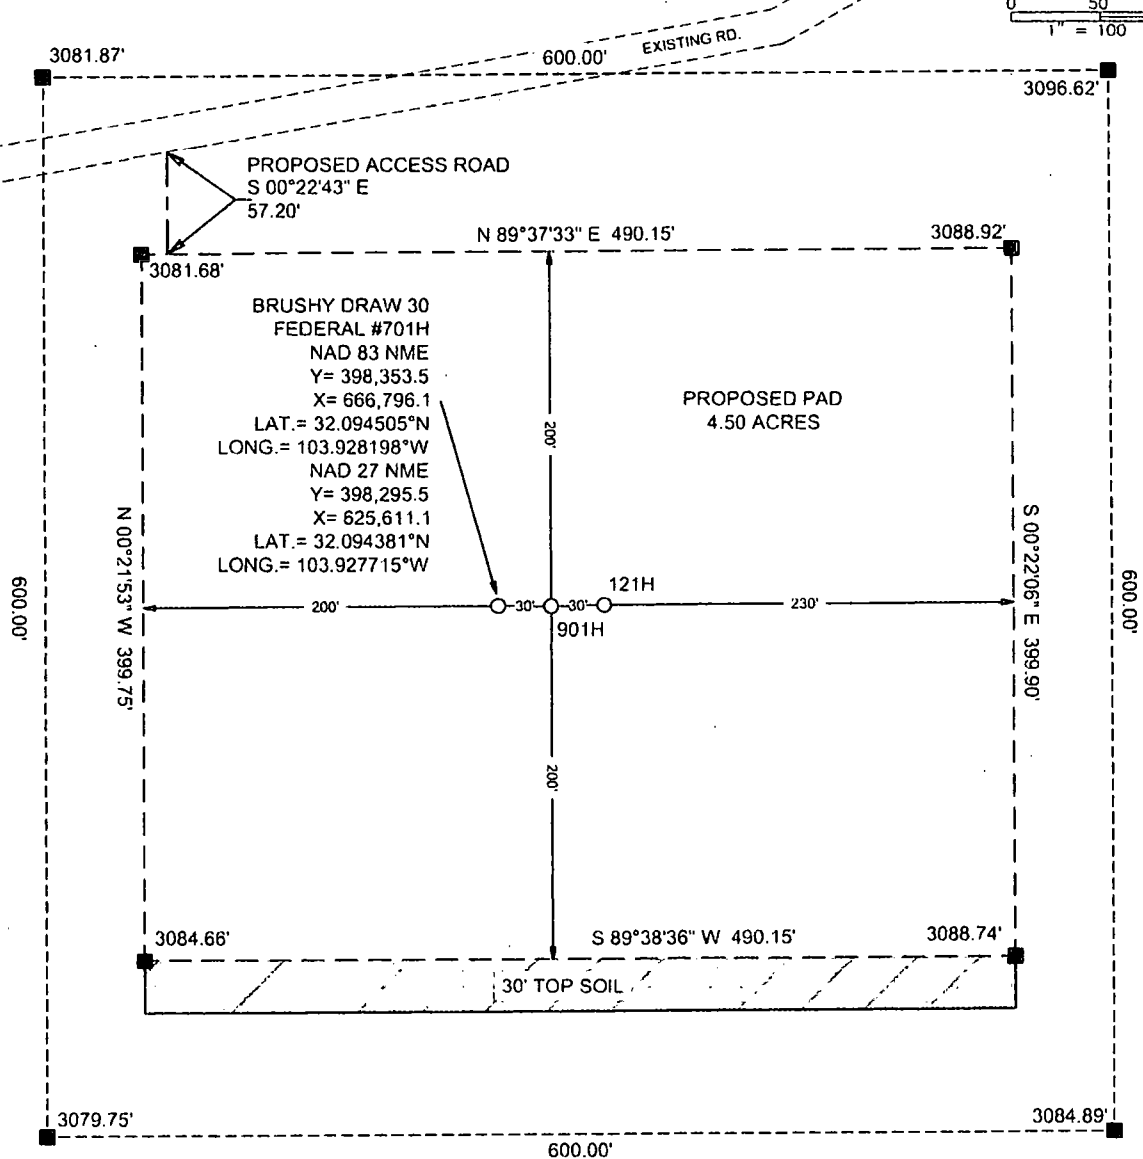 0 50
1" = 100
3081.87'
600.00'
EXISTING RD.
3096.62'
PROPOSED ACCESS ROAD
S 00°22'43" E
57.20'
N 89°37'33" E 490.15'
3088.92'
3081.68'
BRUSHY DRAW 30
FEDERAL #701H
NAD 83 NME
Y= 398,353.5
X= 666,796.1
LAT.= 32.094505°N
LONG.= 103.928198°W
NAD 27 NME
Y= 398,295.5
X= 625,611.1
LAT.= 32.094381°N
LONG.= 103.927715°W
PROPOSED PAD
4.50 ACRES
200'
N 00°21'53" W 399.75'
S 00°22'06" E 399.90'
600.00'
600.00'
121H
200'
30'
30'
230'
901H
200'
3084.66'
S 89°38'36" W 490.15'
3088.74'
30' TOP SOIL
3079.75'
3084.89'
600.00'